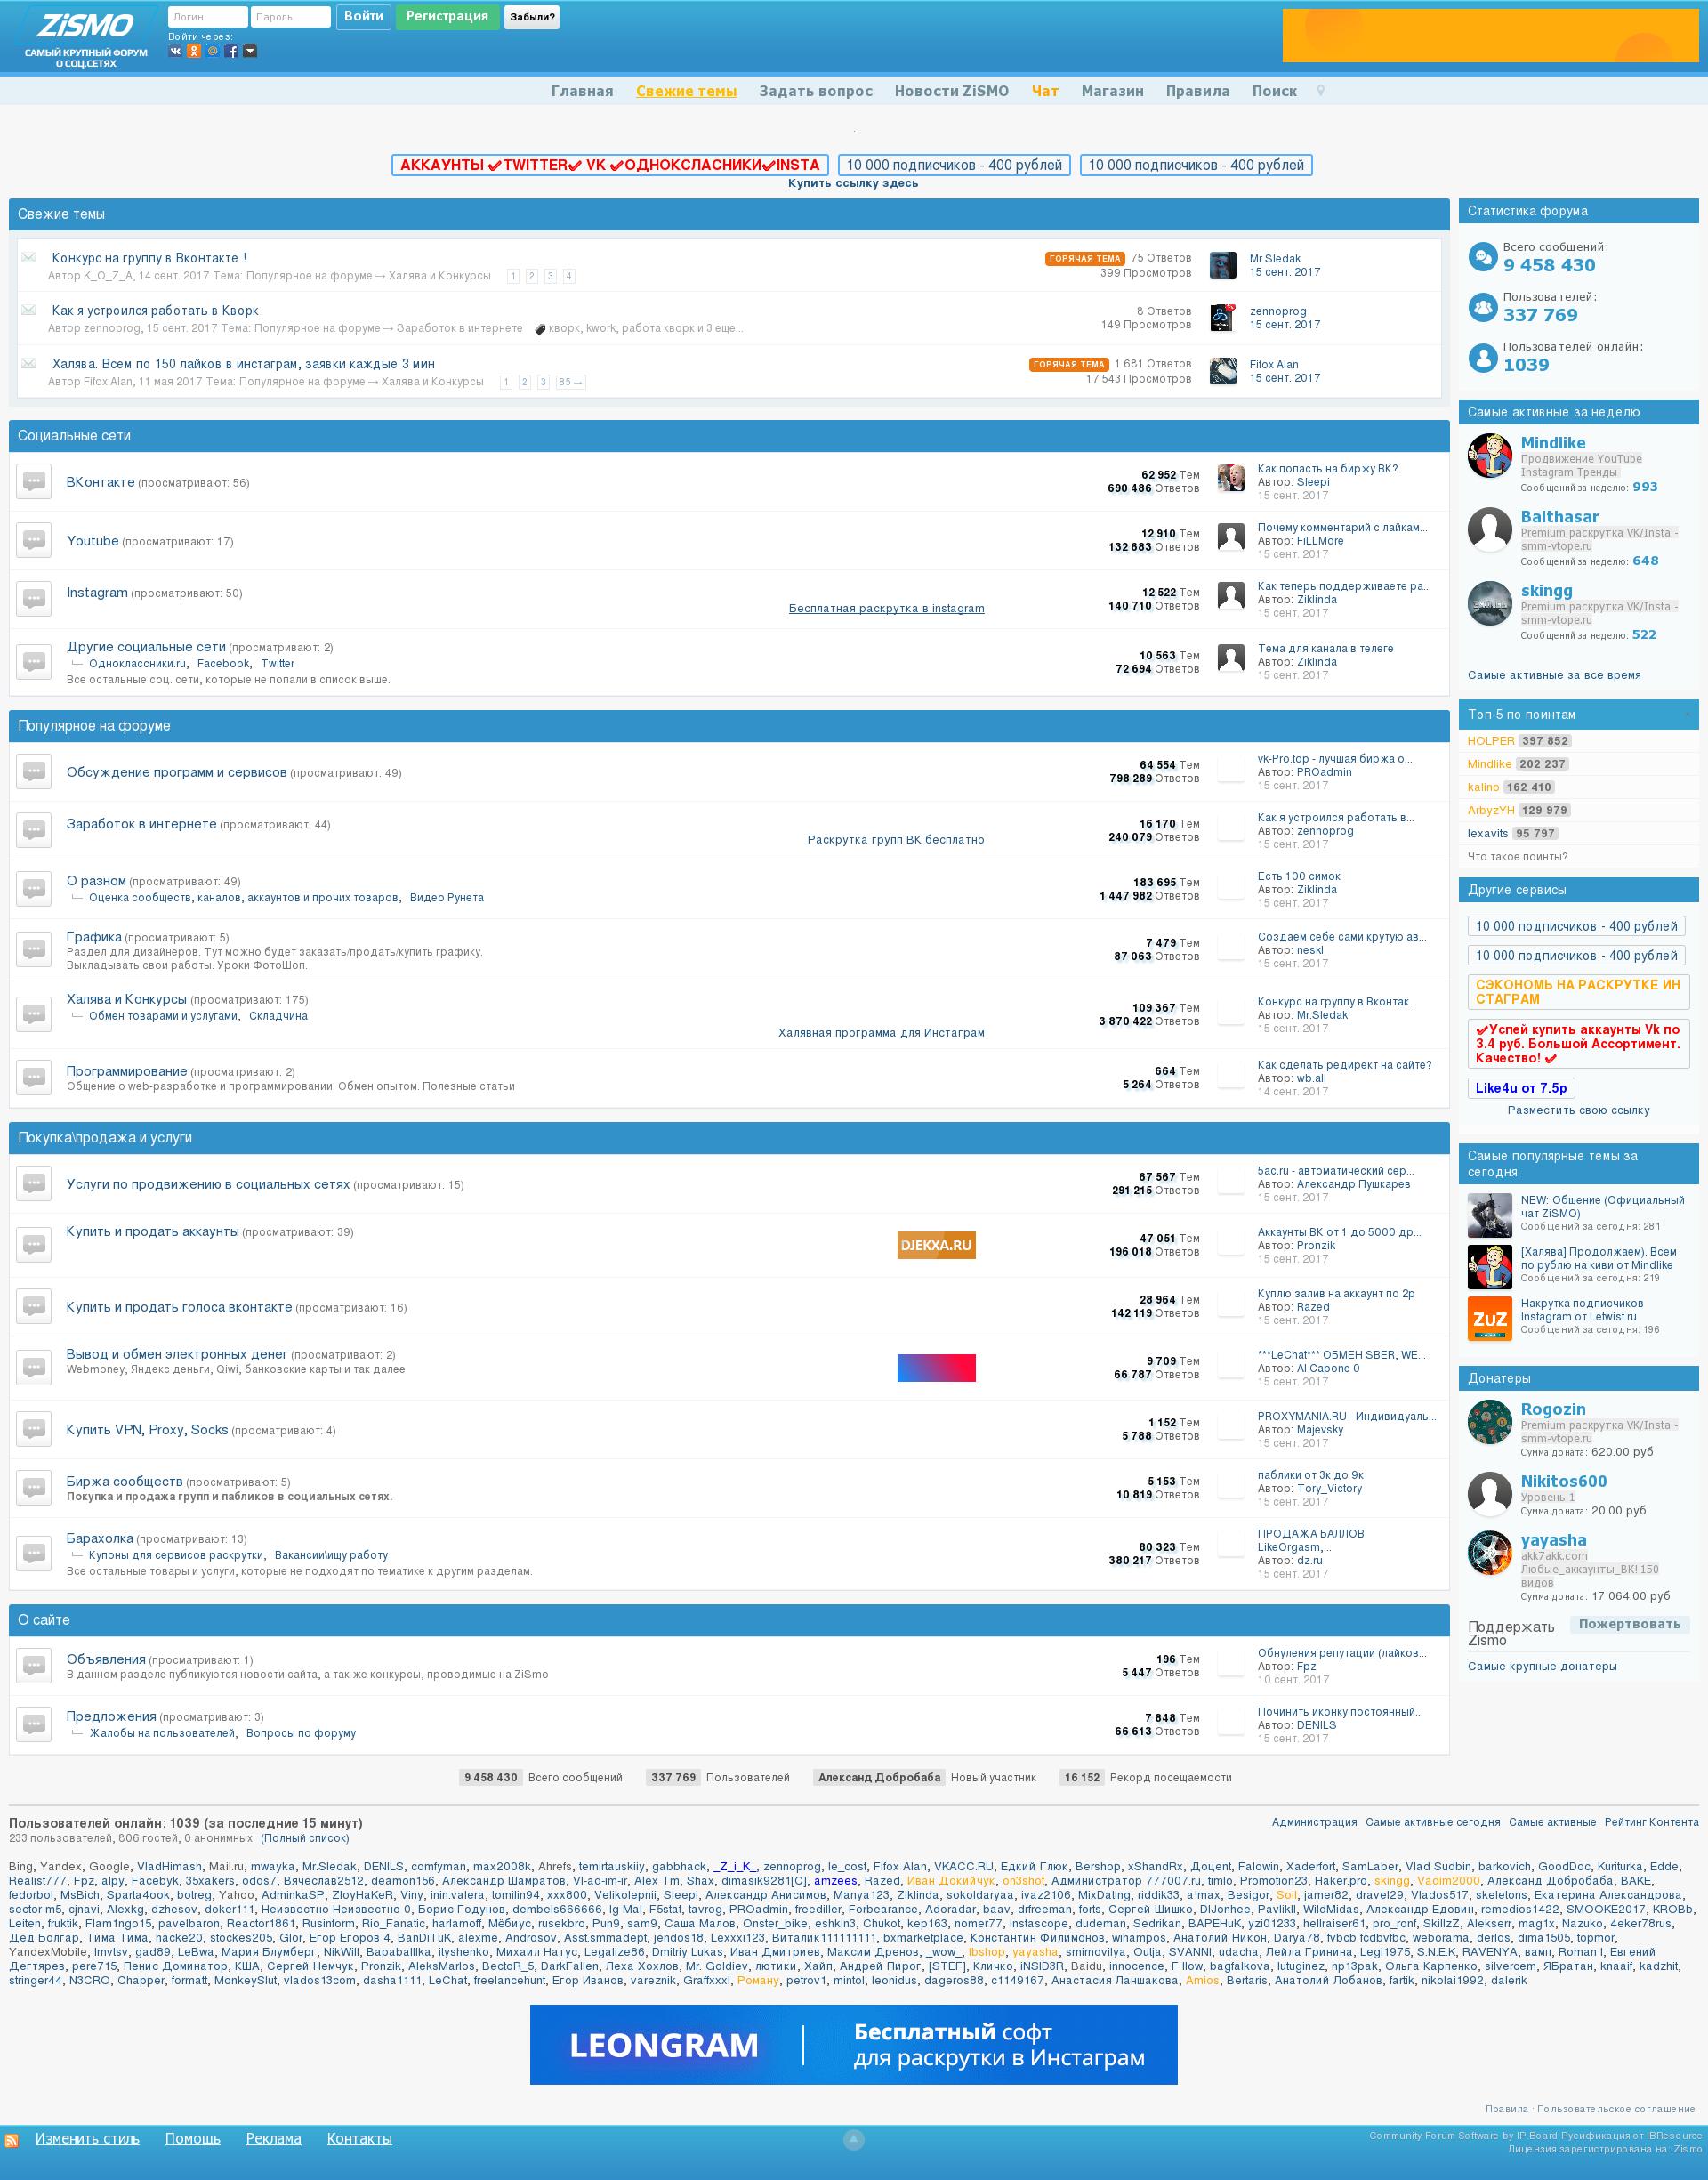 ZiSMO
САМЫЙ КРУПНЫЙ ФОРУМ
О СОЦ.СЕТЯХ
Логин Пароль Войти Регистрация Забыли?
Войти через:
Главная Свежие темы Задать вопрос Новости ZiSMO Чат Магазин Правила Поиск
АККАУНТЫ ✔TWITTER✔ VK ✔ОДНОКСЛАСНИКИ✔INSTA 10 000 подписчиков - 400 рублей 10 000 подписчиков - 400 рублей
Купить ссылку здесь
Свежие темы
Конкурс на группу в Вконтакте !
Автор K_O_Z_A, 14 сент. 2017 Тема: Популярное на форуме → Халява и Конкурсы 1 2 3 4
ГОРЯЧАЯ ТЕМА 75 Ответов
399 Просмотров
Mr.Sledak
15 сент. 2017
Как я устроился работать в Кворк
Автор zennoprog, 15 сент. 2017 Тема: Популярное на форуме → Заработок в интернете кворк, kwork, работа кворк и 3 еще...
8 Ответов
149 Просмотров
zennoprog
15 сент. 2017
Халява. Всем по 150 лайков в инстаграм, заявки каждые 3 мин
Автор Fifox Alan, 11 мая 2017 Тема: Популярное на форуме → Халява и Конкурсы 1 2 3 85 →
ГОРЯЧАЯ ТЕМА 1 681 Ответов
17 543 Просмотров
Fifox Alan
15 сент. 2017
Социальные сети
ВКонтакте (просматривают: 56)
62 952 Тем
690 486 Ответов
Как попасть на биржу ВК?
Автор: Sleepi
15 сент. 2017
Youtube (просматривают: 17)
12 910 Тем
132 683 Ответов
Почему комментарий с лайкам...
Автор: FiLLMore
15 сент. 2017
Instagram (просматривают: 50)
Бесплатная раскрутка в instagram
12 522 Тем
140 710 Ответов
Как теперь поддерживаете ра...
Автор: Ziklinda
15 сент. 2017
Другие социальные сети (просматривают: 2)
Одноклассники.ru, Facebook, Twitter
Все остальные соц. сети, которые не попали в список выше.
10 563 Тем
72 694 Ответов
Тема для канала в телеге
Автор: Ziklinda
15 сент. 2017
Популярное на форуме
Обсуждение программ и сервисов (просматривают: 49)
64 554 Тем
798 289 Ответов
vk-Pro.top - лучшая биржа о...
Автор: PROadmin
15 сент. 2017
Заработок в интернете (просматривают: 44)
Раскрутка групп ВК бесплатно
16 170 Тем
240 079 Ответов
Как я устроился работать в...
Автор: zennoprog
15 сент. 2017
О разном (просматривают: 49)
Оценка сообществ, каналов, аккаунтов и прочих товаров, Видео Рунета
183 695 Тем
1 447 982 Ответов
Есть 100 симок
Автор: Ziklinda
15 сент. 2017
Графика (просматривают: 5)
Раздел для дизайнеров. Тут можно будет заказать/продать/купить графику.
Выкладывать свои работы. Уроки ФотоШоп.
7 479 Тем
87 063 Ответов
Создаём себе сами крутую ав...
Автор: neskl
15 сент. 2017
Халява и Конкурсы (просматривают: 175)
Обмен товарами и услугами, Складчина
Халявная программа для Инстаграм
109 367 Тем
3 870 422 Ответов
Конкурс на группу в Вконтак...
Автор: Mr.Sledak
15 сент. 2017
Программирование (просматривают: 2)
Общение о web-разработке и программировании. Обмен опытом. Полезные статьи
664 Тем
5 264 Ответов
Как сделать редирект на сайте?
Автор: wb.all
14 сент. 2017
Покупка\продажа и услуги
Услуги по продвижению в социальных сетях (просматривают: 15)
67 567 Тем
291 215 Ответов
5ac.ru - автоматический сер...
Автор: Александр Пушкарев
15 сент. 2017
Купить и продать аккаунты (просматривают: 39)
DJEKXA.RU
47 051 Тем
196 018 Ответов
Аккаунты ВК от 1 до 5000 др...
Автор: Pronzik
15 сент. 2017
Купить и продать голоса вконтакте (просматривают: 16)
28 964 Тем
142 119 Ответов
Куплю залив на аккаунт по 2р
Автор: Razed
15 сент. 2017
Вывод и обмен электронных денег (просматривают: 2)
Webmoney, Яндекс деньги, Qiwi, банковские карты и так далее
9 709 Тем
66 787 Ответов
***LeChat*** ОБМЕН SBER, WE...
Автор: Al Capone 0
15 сент. 2017
Купить VPN, Proxy, Socks (просматривают: 4)
1 152 Тем
5 788 Ответов
PROXYMANIA.RU - Индивидуаль...
Автор: Majevsky
15 сент. 2017
Биржа сообществ (просматривают: 5)
Покупка и продажа групп и пабликов в социальных сетях.
5 153 Тем
10 819 Ответов
паблики от 3к до 9к
Автор: Tory_Victory
15 сент. 2017
Барахолка (просматривают: 13)
Купоны для сервисов раскрутки, Вакансии\ищу работу
Все остальные товары и услуги, которые не подходят по тематике к другим разделам.
80 323 Тем
380 217 Ответов
ПРОДАЖА БАЛЛОВ
LikeOrgasm,...
Автор: dz.ru
15 сент. 2017
О сайте
Объявления (просматривают: 1)
В данном разделе публикуются новости сайта, а так же конкурсы, проводимые на ZiSmo
196 Тем
5 447 Ответов
Обнуления репутации (лайков...
Автор: Fpz
10 сент. 2017
Предложения (просматривают: 3)
Жалобы на пользователей, Вопросы по форуму
7 848 Тем
66 613 Ответов
Починить иконку постоянный...
Автор: DENILS
15 сент. 2017
Статистика форума
Всего сообщений:
9 458 430
Пользователей:
337 769
Пользователей онлайн:
1039
Самые активные за неделю
Mindlike
Продвижение YouTube
Instagram Тренды
Сообщений за неделю: 993
Balthasar
Premium раскрутка VK/Insta -
smm-vtope.ru
Сообщений за неделю: 648
skingg
Premium раскрутка VK/Insta -
smm-vtope.ru
Сообщений за неделю: 522
Самые активные за все время
Топ-5 по поинтам
HOLPER 397 852
Mindlike 202 237
kalino 162 410
ArbyzYH 129 979
lexavits 95 797
Что такое поинты?
Другие сервисы
10 000 подписчиков - 400 рублей
10 000 подписчиков - 400 рублей
СЭКОНОМЬ НА РАСКРУТКЕ ИН
СТАГРАМ
✔Успей купить аккаунты Vk по
3.4 руб. Большой Ассортимент.
Качество! ✔
Like4u от 7.5р
Разместить свою ссылку
Самые популярные темы за
сегодня
NEW: Общение (Официальный
чат ZiSMO)
Сообщений за сегодня: 281
[Халява] Продолжаем). Всем
по рублю на киви от Mindlike
Сообщений за сегодня: 219
ZUZ
Накрутка подписчиков
Instagram от Letwist.ru
Сообщений за сегодня: 196
Донатеры
Rogozin
Premium раскрутка VK/Insta -
smm-vtope.ru
Сумма доната: 620.00 руб
Nikitos600
Уровень 1
Сумма доната: 20.00 руб
yayasha
akk7akk.com
Любые_аккаунты_ВК! 150
видов
Сумма доната: 17 064.00 руб
Поддержать
Zismo
Пожертвовать
Самые крупные донатеры
9 458 430 Всего сообщений 337 769 Пользователей Александ Добробаба Новый участник 16 152 Рекорд посещаемости
Пользователей онлайн: 1039 (за последние 15 минут)
Администрация Самые активные сегодня Самые активные Рейтинг Контента
233 пользователей, 806 гостей, 0 анонимных (Полный список)
Bing, Yandex, Google, VladHimash, Mail.ru, mwayka, Mr.Sledak, DENILS, comfyman, max2008k, Ahrefs, temirtauskiiy, gabbhack, _Z_i_K_, zennoprog, le_cost, Fifox Alan, VKACC.RU, Едкий Глюк, Bershop, xShandRx, Доцент, Falowin, Xaderfort, SamLaber, Vlad Sudbin, barkovich, GoodDoc, Kuriturka, Edde,
Realist777, Fpz, alpy, Facebyk, 35xakers, odos7, Вячеслав2512, deamon156, Александр Шамратов, Vl-ad-im-ir, Alex Tm, Shax, dimasik9281[C], amzees, Razed, Иван Докийчук, on3shot, Администратор 777007.ru, timlo, Promotion23, Haker.pro, skingg, Vadim2000, Александ Добробаба, BAKE,
fedorbol, MsBich, Sparta4ook, botreg, Yahoo, AdminkaSP, ZloyHaKeR, Viny, inin.valera, tomilin94, xxx800, Velikolepnii, Sleepi, Александр Анисимов, Manya123, Ziklinda, sokoldaryaa, ivaz2106, MixDating, riddik33, a!max, Besigor, Soil, jamer82, dravel29, Vlados517, skeletons, Екатерина Александрова,
sector m5, cjnavi, Alexkg, dzhesov, doker111, Неизвестно Неизвестно 0, Борис Годунов, dembels666666, Ig Mal, F5stat, tavrog, PROadmin, freediller, Forbearance, Adoradar, baav, drfreeman, forts, Сергей Шишко, DIJonhee, Pavlikll, WildMidas, Александр Едовин, remedios1422, SMOOKE2017, KROBb,
Leiten, fruktik, Flam1ngo15, pavelbaron, Reactor1861, Rusinform, Rio_Fanatic, harlamoff, Мёбиус, rusekbro, Pun9, sam9, Саша Малов, Onster_bike, eshkin3, Chukot, kep163, nomer77, instascope, dudeman, Sedrikan, BAPEHuK, yzi01233, hellraiser61, pro_ronf, SkillzZ, Alekserr, mag1x, Nazuko, 4eker78rus,
Дед Болгар, Тима Тима, hacke20, stockes205, Glor, Егор Егоров 4, BanDiTuK, alexme, Androsov, Asst.smmadept, jendos18, Lexxxi123, Виталик111111111, bxmarketplace, Константин Филимонов, winampos, Анатолий Никон, Darya78, fvbcb fcdbvfbc, weborama, derlos, dima1505, topmor,
YandexMobile, lmvtsv, gad89, LeBwa, Мария Блумберг, NikWill, Bapaballlka, ityshenko, Михаил Натус, Legalize86, Dmitriy Lukas, Иван Дмитриев, Максим Дренов, _wow_, fbshop, yayasha, smirnovilya, Outja, SVANNI, udacha, Лейла Гринина, Legi1975, S.N.E.K, RAVENYA, вамп, Roman I, Евгений
Дегтярев, pere715, Пенис Доминатор, КША, Сергей Немчук, Pronzik, AleksMarlos, BectoR_5, DarkFallen, Леха Хохлов, Mr. Goldiev, лютики, Хайп, Андрей Пирог, [STEF], Кличко, iNSID3R, Baidu, innocence, F llow, bagfalkova, lutuginez, np13pak, Ольга Карпенко, silvercem, ЯБратан, knaaif, kadzhit,
stringer44, N3CRO, Chapper, formatt, MonkeySlut, vlados13com, dasha1111, LeChat, freelancehunt, Егор Иванов, vareznik, Graffxxxl, Роману, petrov1, mintol, leonidus, dageros88, c1149167, Анастасия Ланшакова, Amios, Bertaris, Анатолий Лобанов, fartik, nikolai1992, dalerik
LEONGRAM
Бесплатный софт
для раскрутки в Инстаграм
Правила · Пользовательское соглашение
Изменить стиль Помощь Реклама Контакты
Community Forum Software by IP.Board Русификация от IBResource
Лицензия зарегистрирована на: Zismo